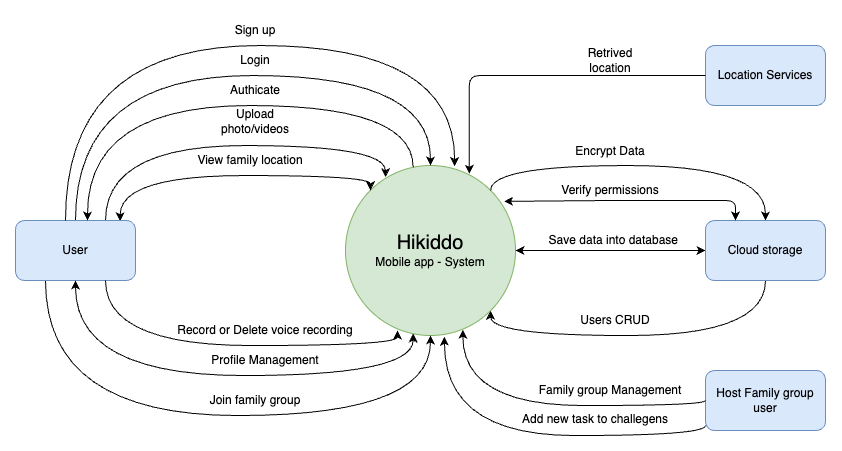 Sign up
Login
Authicate
Upload
photo/videos
View family location
Retrived
location
Location Services
Encrypt Data
Verify permissions
Save data into database
Users CRUD
User
Hikiddo
Mobile app - System
Cloud storage
Record or Delete voice recording
Profile Management
Join family group
Family group Management
Add new task to challegens
Host Family group
user